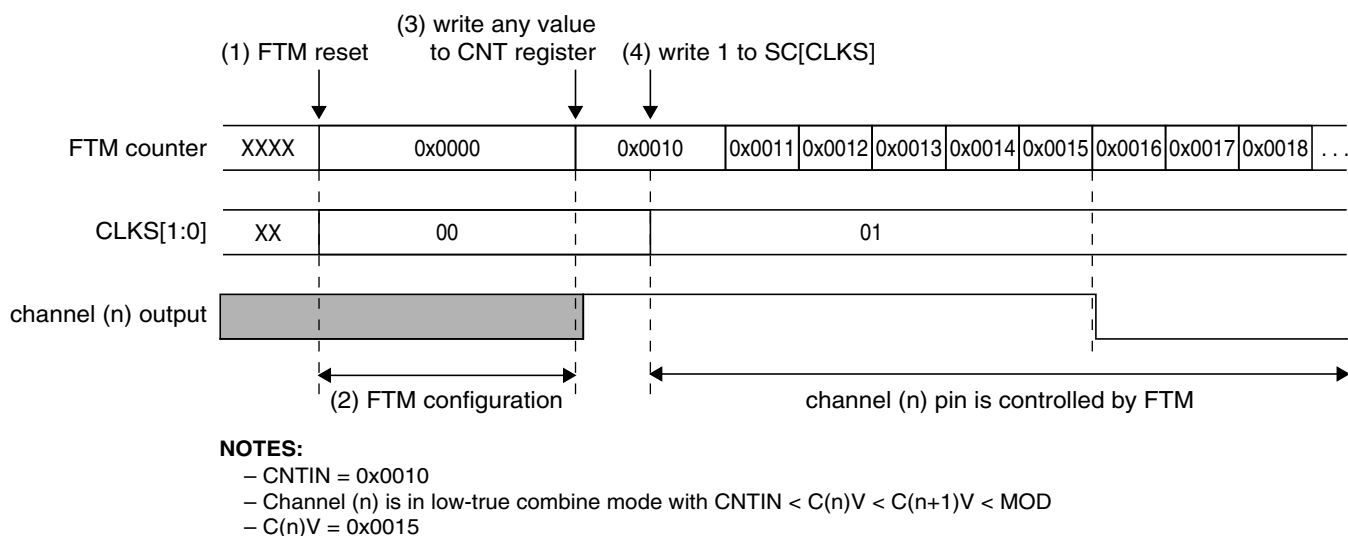 (3) write any value
(1) FTM reset to CNT register (4) write 1 to SC[CLKS]
FTM counter XXXX 0x0000 0x0010 0x0011 0x0012 0x0013 0x0014 0x0015 0x0016 0x0017 0x0018 . . .
CLKS[1:0] XX 00 01
channel (n) output
(2) FTM configuration channel (n) pin is controlled by FTM
NOTES:
– CNTIN = 0x0010
– Channel (n) is in low-true combine mode with CNTIN < C(n)V < C(n+1)V < MOD
– C(n)V = 0x0015